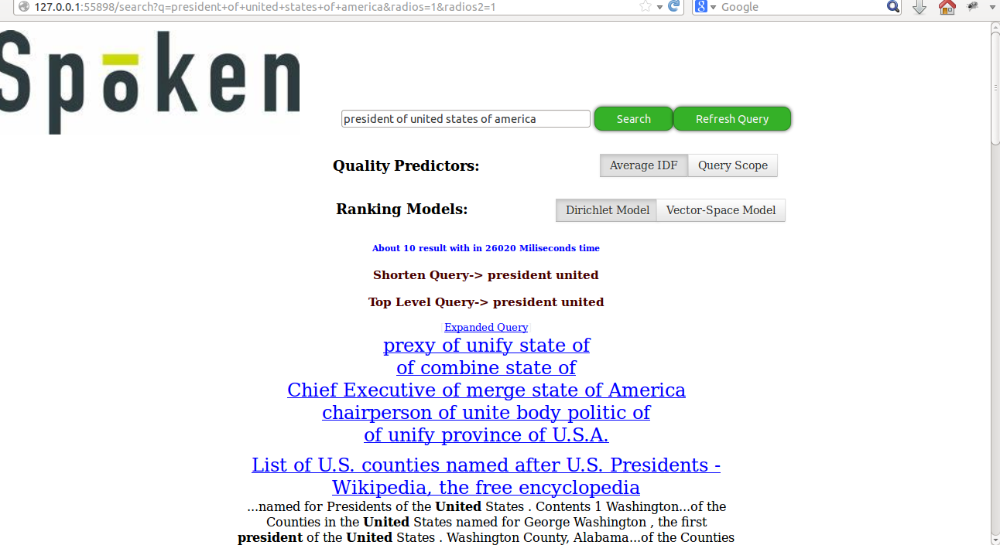 127.0.0.1:55898/search?q=president+of+united+states+of+america&radios=1&radios2=1
8
Google
Spōken
president of united states of america
Search
Refresh Query
Quality Predictors:
Average IDF
Query Scope
Ranking Models:
Dirichlet Model
Vector-Space Model
About 10 result with in 26020 Miliseconds time
Shorten Query-> president united
Top Level Query-> president united
Expanded Query
prexy of unify state of
of combine state of
Chief Executive of merge state of America
chairperson of unite body politic of
of unify province of U.S.A.
List of U.S. counties named after U.S. Presidents -
Wikipedia, the free encyclopedia
...named for Presidents of the United States . Contents 1 Washington...of the
Counties in the United States named for George Washington , the first
president of the United States . Washington County, Alabama...of the Counties